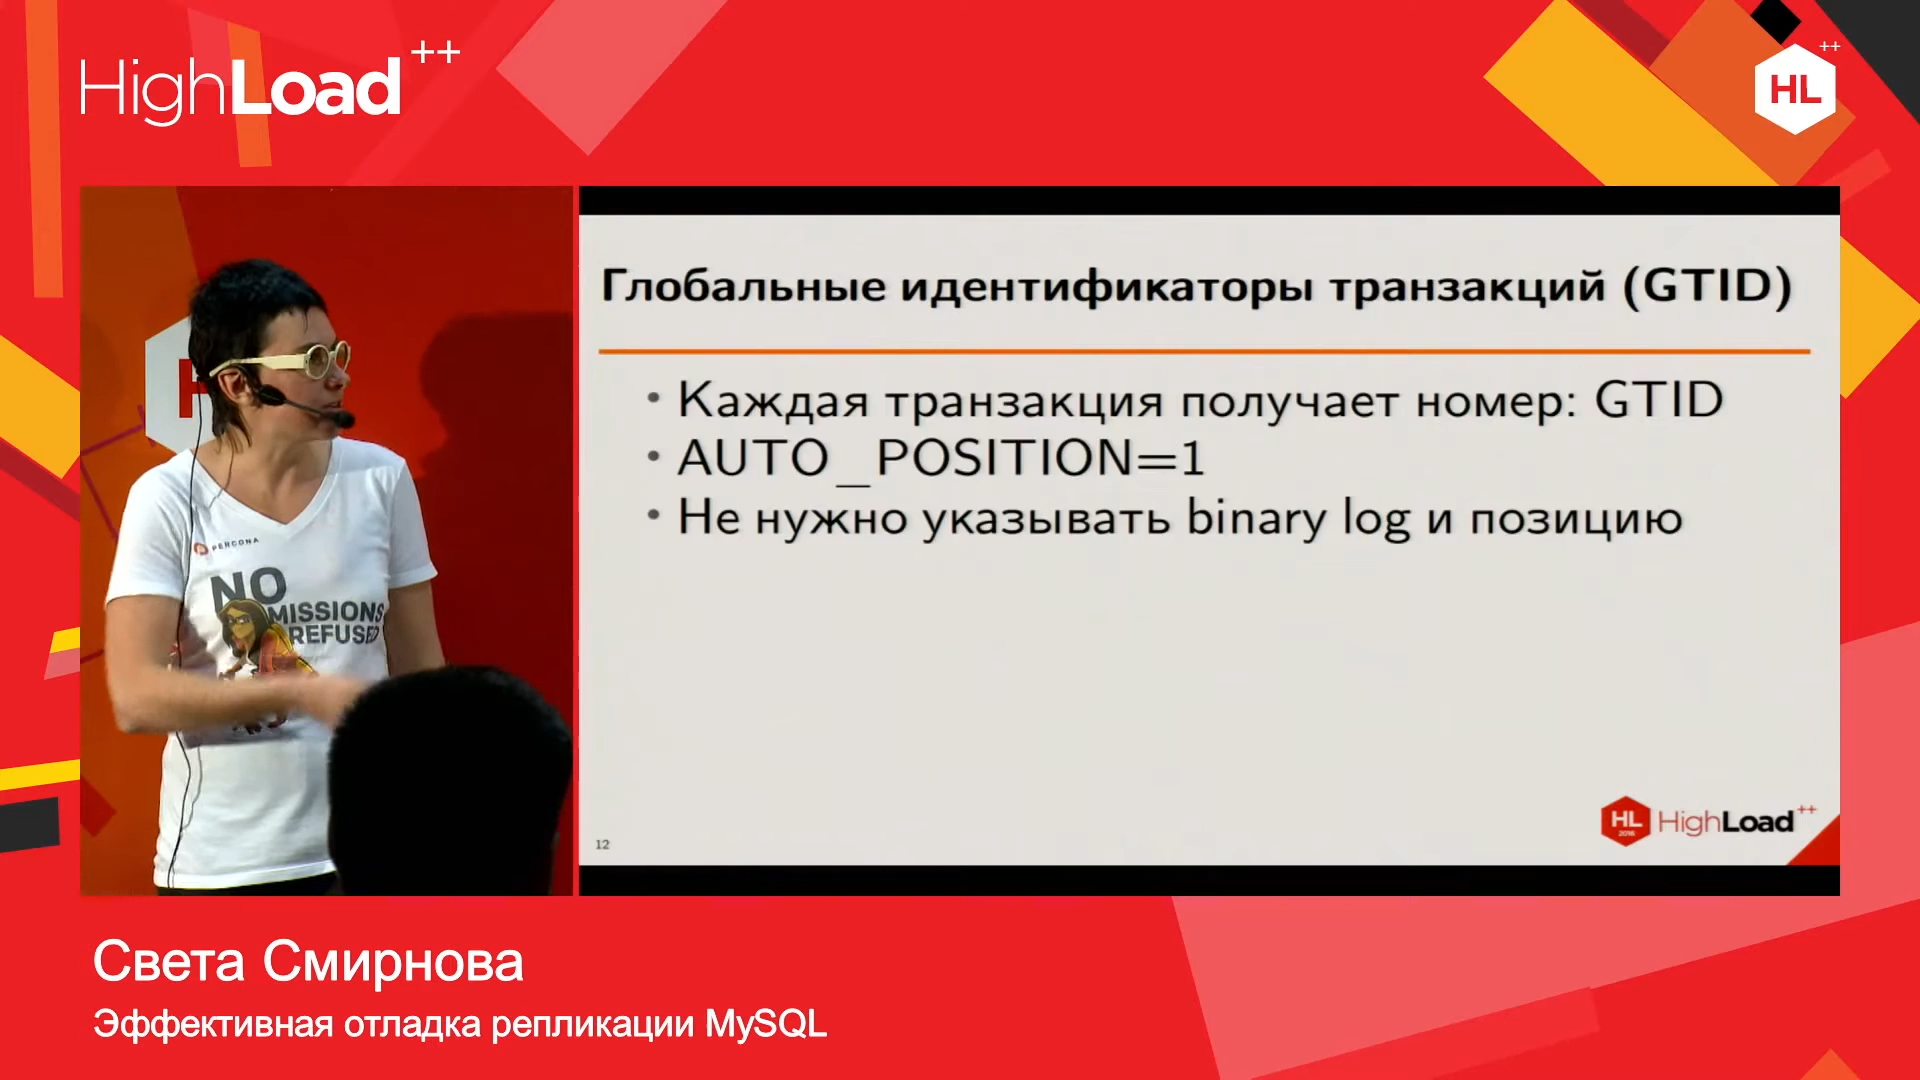 HighLoad++
HL++
Глобальные идентификаторы транзакций (GTID)
• Каждая транзакция получает номер: GTID
• AUTO_POSITION=1
• Не нужно указывать binary log и позицию
PERCONA
NO
MISSIONS
REFUSED
HL
2016
HighLoad++
12
Света Смирнова
Эффективная отладка репликации MySQL